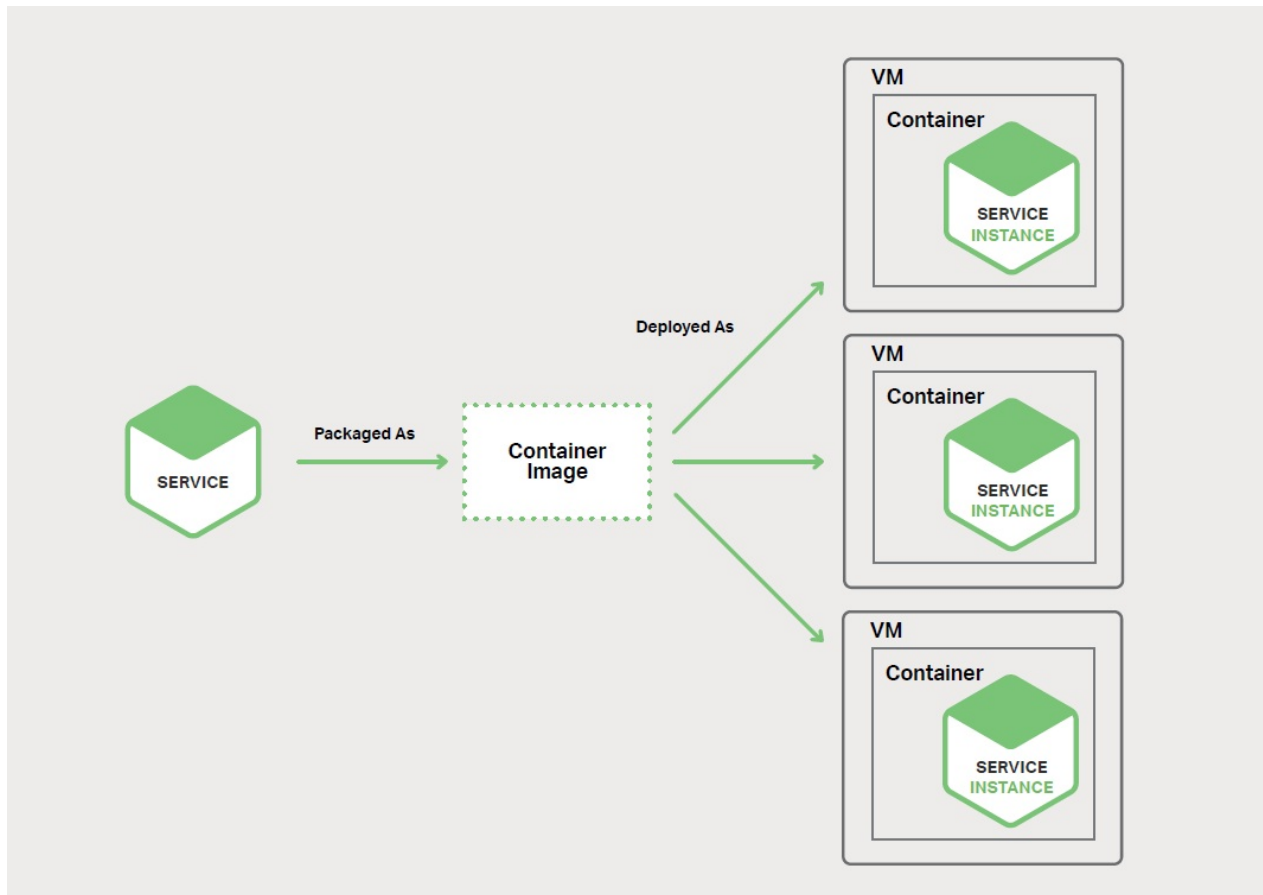 SERVICE
Packaged As
Container
Image
Deployed As
VM
Container
SERVICE
INSTANCE
VM
Container
SERVICE
INSTANCE
VM
Container
SERVICE
INSTANCE